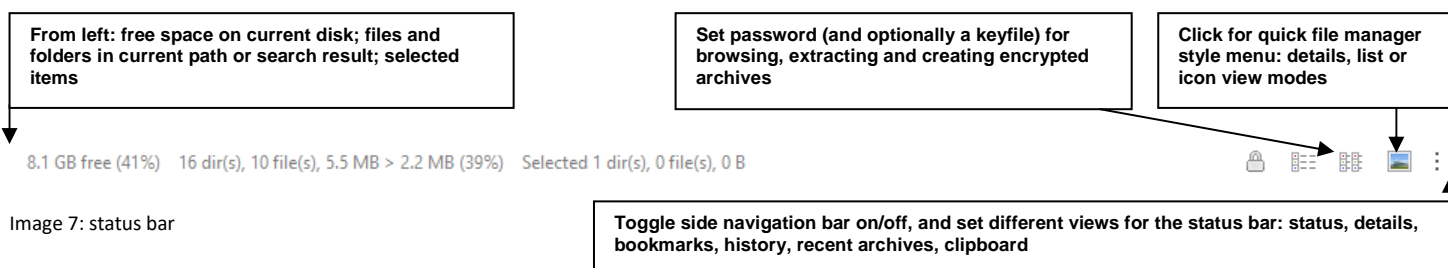 From left: free space on current disk; files and
folders in current path or search result; selected
items
Set password (and optionally a keyfile) for
browsing, extracting and creating encrypted
archives
Click for quick file manager
style menu: details, list or
icon view modes
8.1 GB free (41%) 16 dir(s), 10 file(s), 5.5 MB > 2.2 MB (39%) Selected 1 dir(s), 0 file(s), 0 B
Image 7: status bar
Toggle side navigation bar on/off, and set different views for the status bar: status, details,
bookmarks, history, recent archives, clipboard